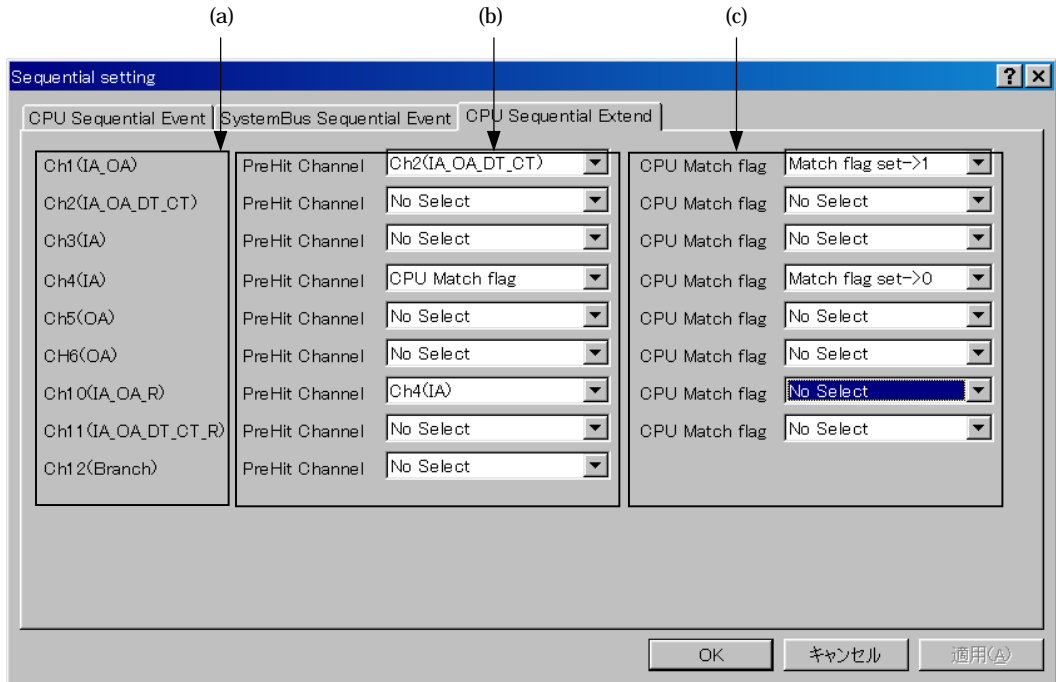 (a) (b) (c)
Sequential setting
CPU Sequential Event SystemBus Sequential Event CPU Sequential Extend
Ch1(IA_OA) PreHit Channel Ch2(IA_OA_DT_CT) CPU Match flag Match flag set->1
Ch2(IA_OA_DT_CT) PreHit Channel No Select CPU Match flag No Select
Ch3(IA) PreHit Channel No Select CPU Match flag No Select
Ch4(IA) PreHit Channel CPU Match flag CPU Match flag Match flag set->0
Ch5(OA) PreHit Channel No Select CPU Match flag No Select
CH6(OA) PreHit Channel No Select CPU Match flag No Select
Ch10(IA_OA_R) PreHit Channel Ch4(IA) CPU Match flag No Select
Ch11(IA_OA_DT_CT_R) PreHit Channel No Select CPU Match flag No Select
Ch12(Branch) PreHit Channel No Select
OK キャンセル 適用(A)